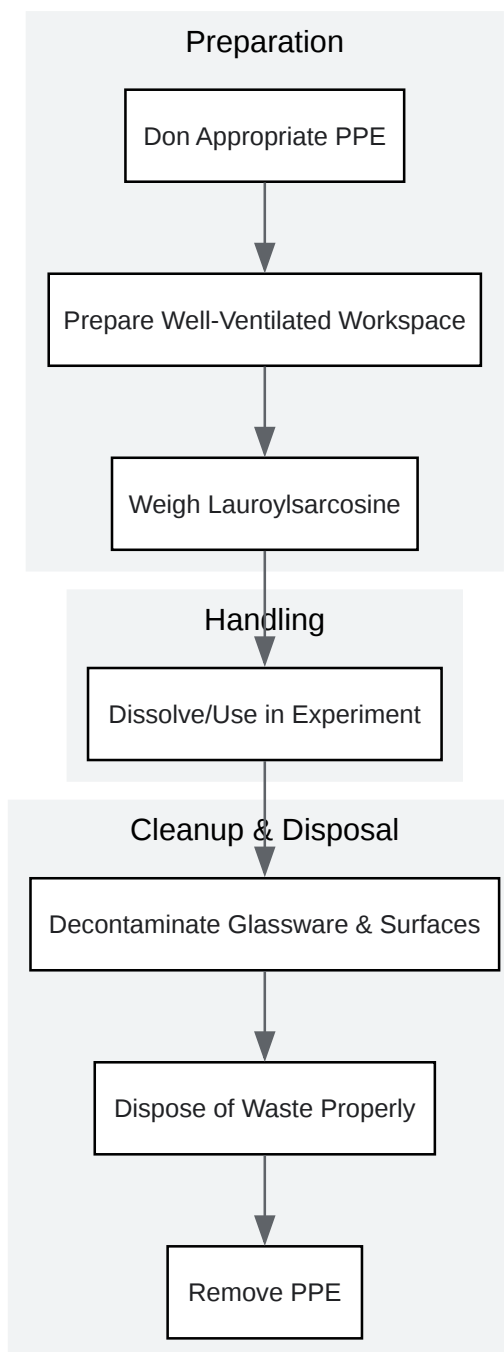 Preparation
Don Appropriate PPE
Prepare Well-Ventilated Workspace
Weigh Lauroylsarcosine
Handling
Dissolve/Use in Experiment
Cleanup & Disposal
Decontaminate Glassware & Surfaces
Dispose of Waste Properly
Remove PPE